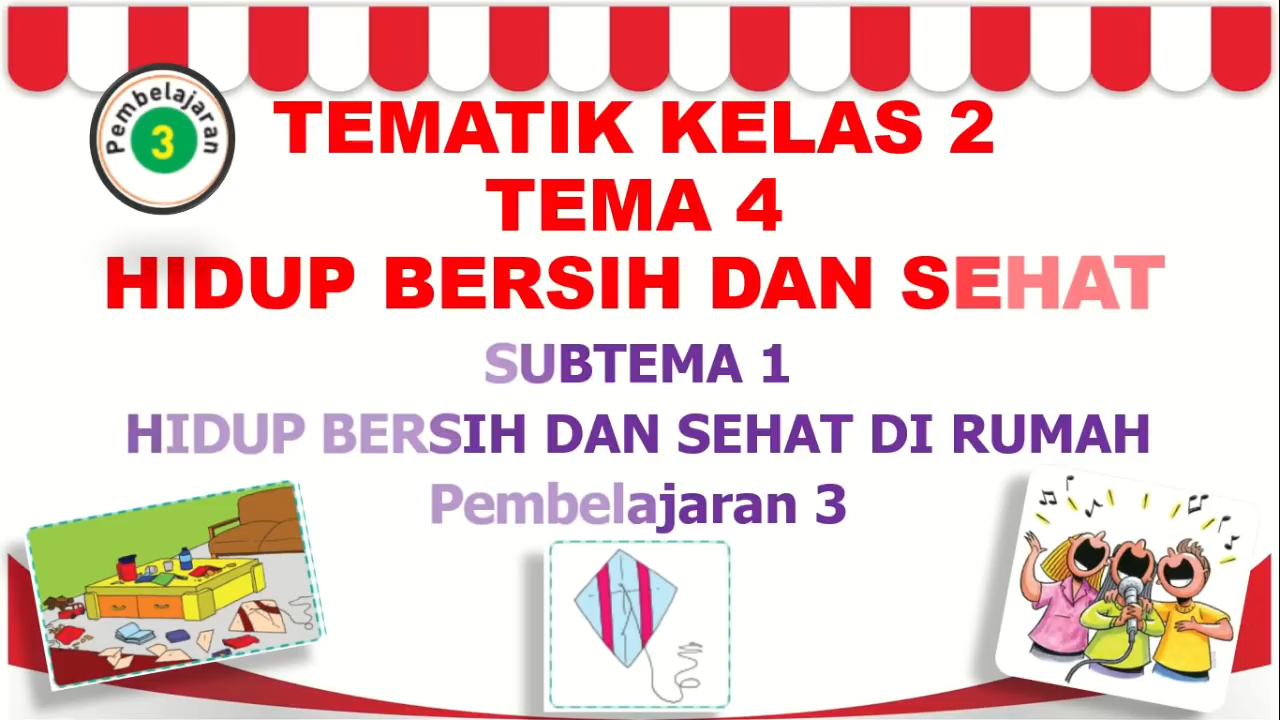 Pembelajaran
3
TEMATIK KELAS 2
TEMA 4
HIDUP BERSIH DAN SEHAT
SUBTEMA 1
HIDUP BERSIH DAN SEHAT DI RUMAH
Pembelajaran 3